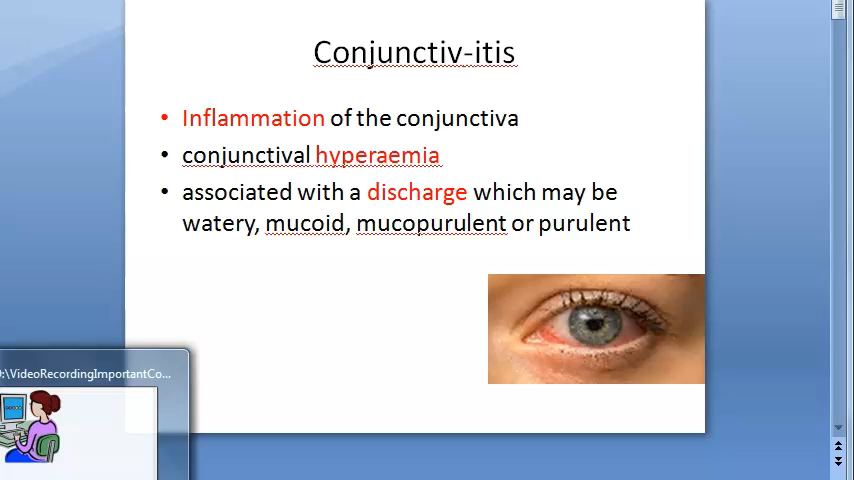 Conjunctiv-itis
• Inflammation of the conjunctiva
• conjunctival hyperaemia
• associated with a discharge which may be
watery, mucoid, mucopurulent or purulent
:\VideoRecordingImportantCo...